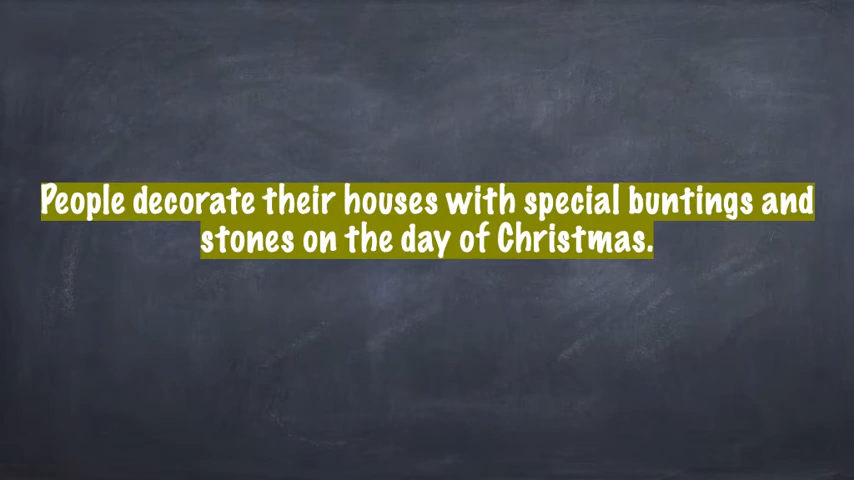 People decorate their houses with special buntings and
stones on the day of Christmas.